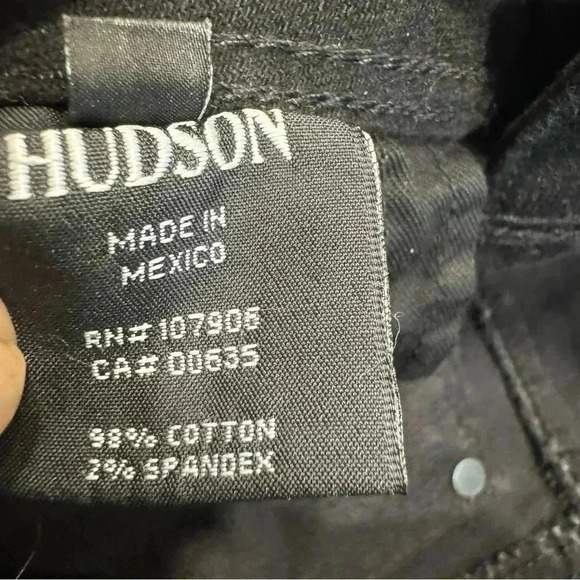 HUDSON
MADE IN
MEXICO
RN# 107906
CA# 00635
98% COTTON
2% SPANDEX